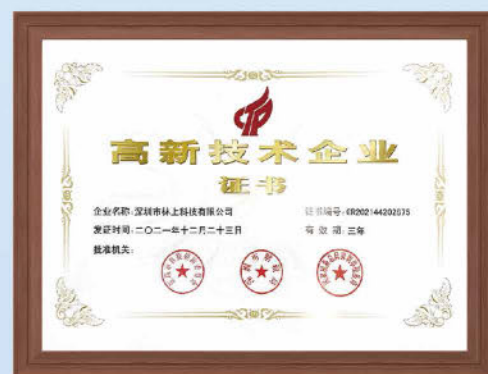 高新技术企业
证书
企业名称:深圳市林上科技有限公司
证书编号:GR202144202875
发证时间:二〇二一年十二月二十三日
有效期:三年
批准机关: